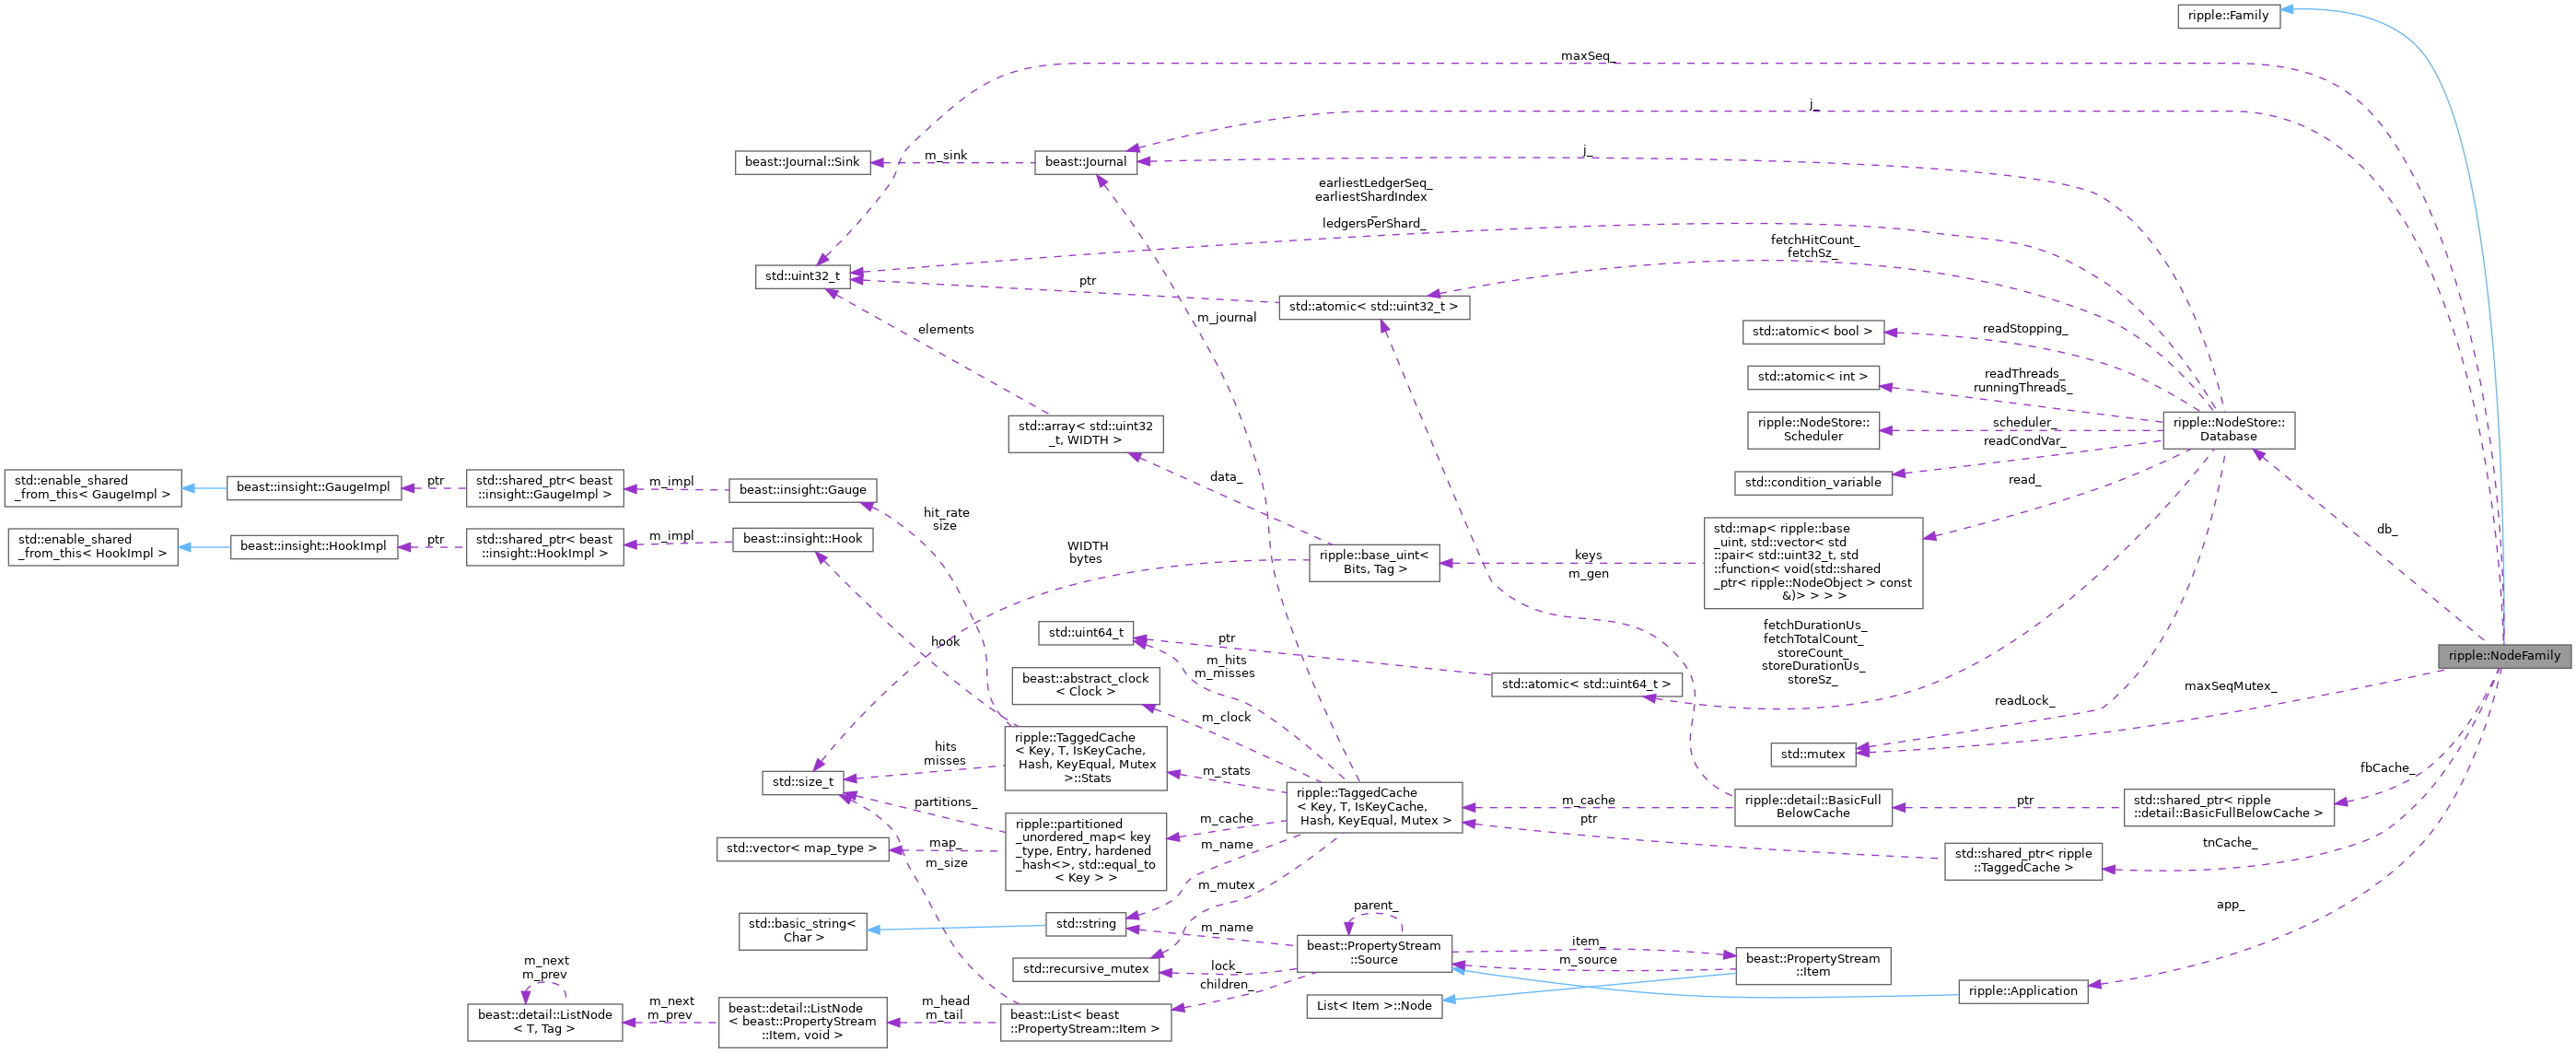 ripple::Family
maxSeq_
j_
j_
m_sink
beast::Journal::Sink
beast::Journal
earliestLedgerSeq_
earliestShardIndex
_
ledgersPerShard_
fetchHitCount_
fetchSz_
std::uint32_t
ptr
std::atomic< std::uint32_t >
m_journal
elements
std::atomic< bool >
readStopping_
std::atomic< int >
readThreads_
runningThreads_
ripple::NodeStore::
Scheduler
scheduler_
ripple::NodeStore::
Database
readCondVar_
std::condition_variable
read_
std::array< std::uint32
_t, WIDTH >
data_
db_
std::enable_shared
_from_this< GaugeImpl >
beast::insight::GaugeImpl
ptr
std::shared_ptr< beast
::insight::GaugeImpl >
m_impl
beast::insight::Gauge
hit_rate
size
std::enable_shared
_from_this< HookImpl >
beast::insight::HookImpl
ptr
std::shared_ptr< beast
::insight::HookImpl >
m_impl
beast::insight::Hook
hook
WIDTH
bytes
ripple::base_uint<
Bits, Tag >
keys
m_gen
std::map< ripple::base
_uint, std::vector< std
::pair< std::uint32_t, std
::function< void(std::shared
_ptr< ripple::NodeObject > const
&)> > > >
std::uint64_t
ptr
m_hits
m_misses
std::atomic< std::uint64_t >
fetchDurationUs_
fetchTotalCount_
storeCount_
storeDurationUs_
storeSz_
ripple::NodeFamily
maxSeqMutex_
readLock_
std::mutex
beast::abstract_clock
< Clock >
m_clock
ripple::TaggedCache
< Key, T, IsKeyCache,
Hash, KeyEqual, Mutex
>::Stats
hits
misses
m_stats
std::size_t
partitions_
ripple::TaggedCache
< Key, T, IsKeyCache,
Hash, KeyEqual, Mutex >
m_cache
ptr
ripple::detail::BasicFull
BelowCache
ptr
std::shared_ptr< ripple
::detail::BasicFullBelowCache >
fbCache_
std::vector< map_type >
map_
m_size
ripple::partitioned
_unordered_map< key
_type, Entry, hardened
_hash<>, std::equal_to
< Key > >
m_cache
m_name
m_mutex
std::shared_ptr< ripple
::TaggedCache >
tnCache_
app_
std::basic_string<
Char >
std::string
m_name
std::recursive_mutex
lock_
children_
parent_
beast::PropertyStream
::Source
item_
m_source
beast::PropertyStream
::Item
List< Item >::Node
ripple::Application
m_next
m_prev
beast::detail::ListNode
< T, Tag >
m_next
m_prev
beast::detail::ListNode
< beast::PropertyStream
::Item, void >
m_head
m_tail
beast::List< beast
::PropertyStream::Item >